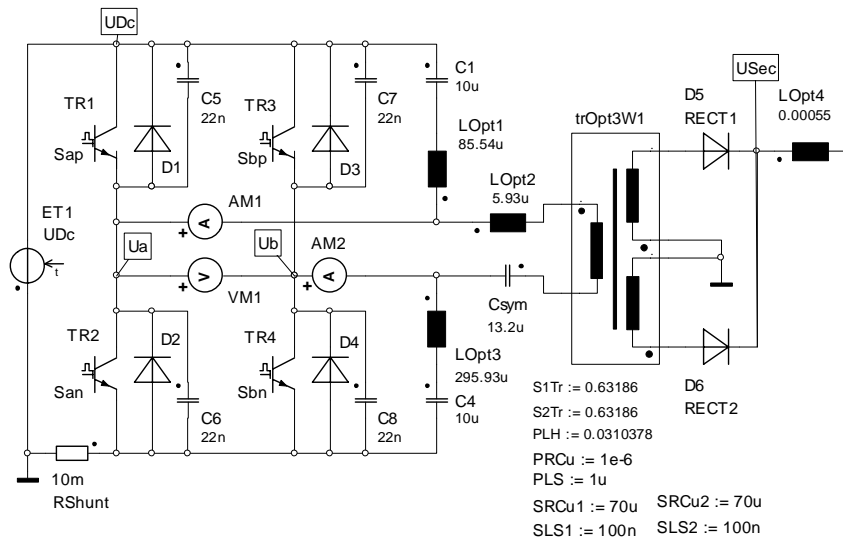 UDc
TR1
Sap
D1
C5
22n
TR3
Sbp
D3
C7
22n
C1
10u
LOpt1
85.54u
LOpt2
5.93u
trOpt3W1
D5
RECT1
USec
LOpt4
0.00055
ET1
UDc
t
Ua
AM1
A
+
V
+
VM1
Ub
AM2
A
+
Csym
13.2u
TR2
San
D2
C6
22n
TR4
Sbn
D4
C8
22n
LOpt3
295.93u
C4
10u
D6
RECT2
10m
RShunt
S1Tr := 0.63186
S2Tr := 0.63186
PLH := 0.0310378
PRCu := 1e-6
PLS := 1u
SRCu1 := 70u SRCu2 := 70u
SLS1 := 100n SLS2 := 100n